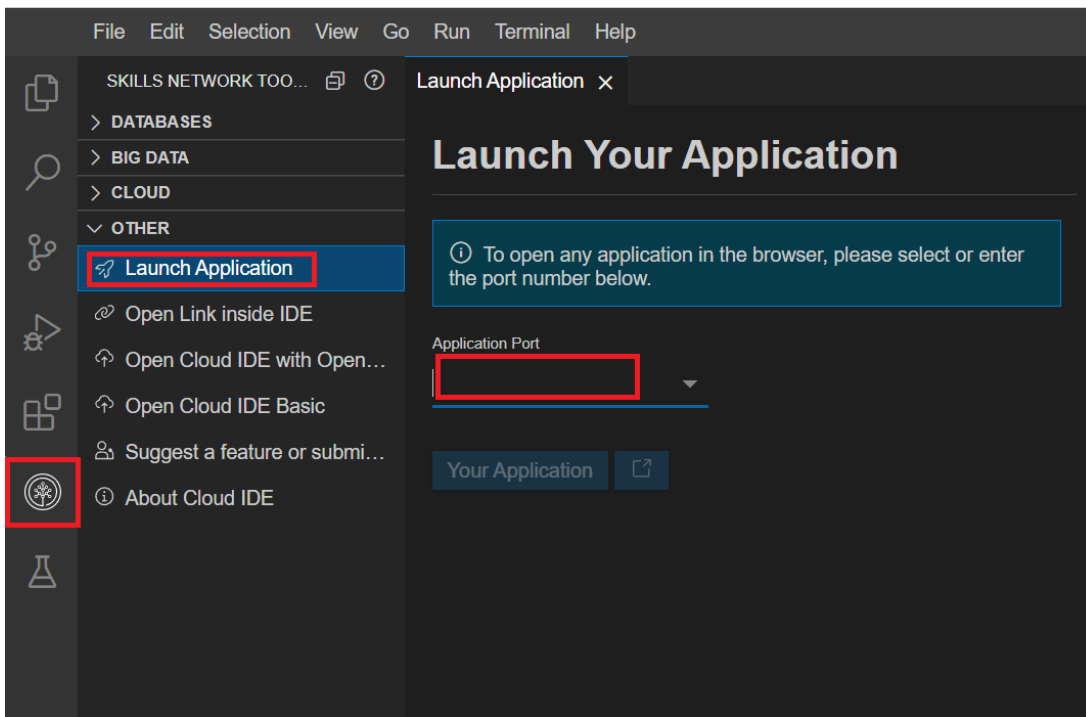 File Edit Selection View Go Run Terminal Help
SKILLS NETWORK TOO...
Launch Application
DATABASES
BIG DATA
CLOUD
OTHER
Launch Application
Open Link inside IDE
Open Cloud IDE with Open...
Open Cloud IDE Basic
Suggest a feature or submi...
About Cloud IDE
Launch Your Application
To open any application in the browser, please select or enter
the port number below.
Application Port
Your Application